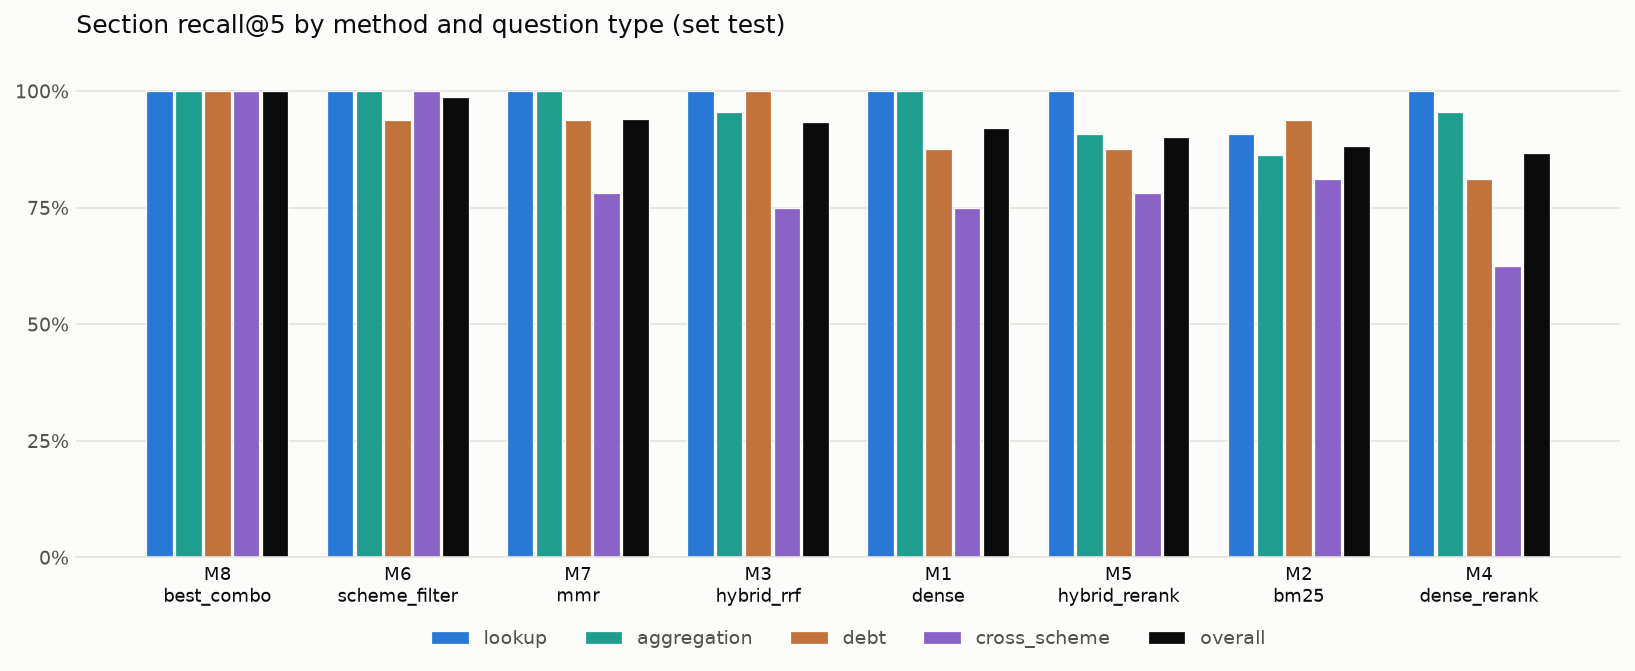 Section recall@5 by method and question type (set test)
100%
75%
50%
25%
0%
M8 M6 M7 M3 M1 M5 M2 M4
best_combo scheme_filter mmr hybrid_rrf dense hybrid_rerank bm25 dense_rerank
lookup aggregation debt cross_scheme overall